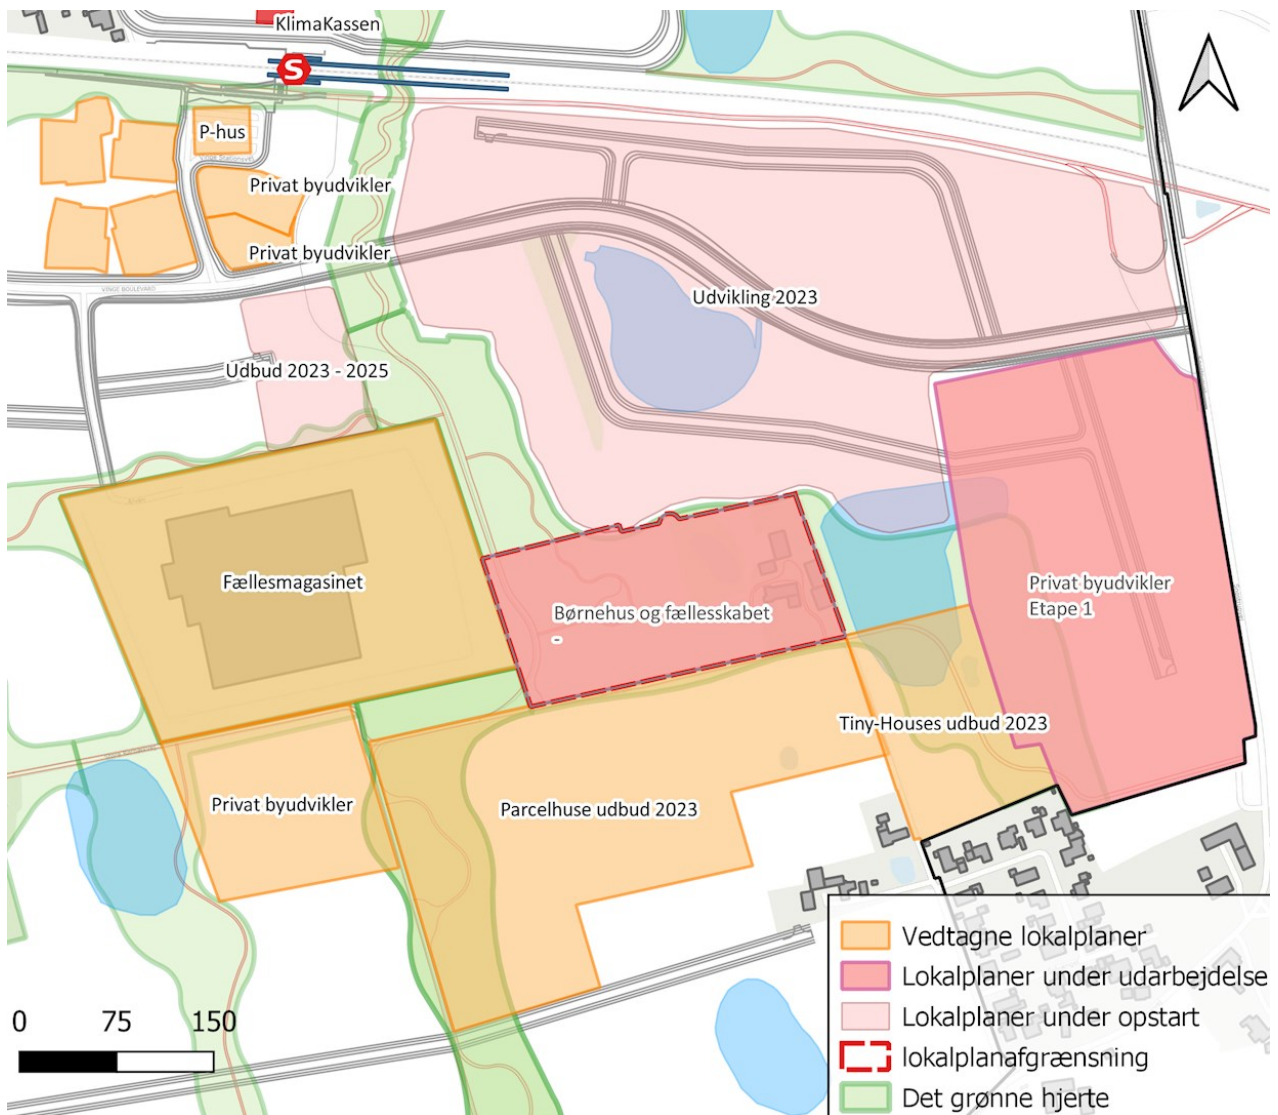 KlimaKassen
S
P-hus
Privat byudvikler
Privat byudvikler
VINGE BOULEVARD
Udvikling 2023
Udbud 2023 - 2025
Fællesmagasinet
Børnehus og fællesskabet
-
Privat byudvikler
Etape 1
Tiny-Houses udbud 2023
Privat byudvikler
Parcelhuse udbud 2023
Vedtagne lokalplaner
Lokalplaner under udarbejdelse
Lokalplaner under opstart
lokalplanafgrænsning
Det grønne hjerte
0 75 150